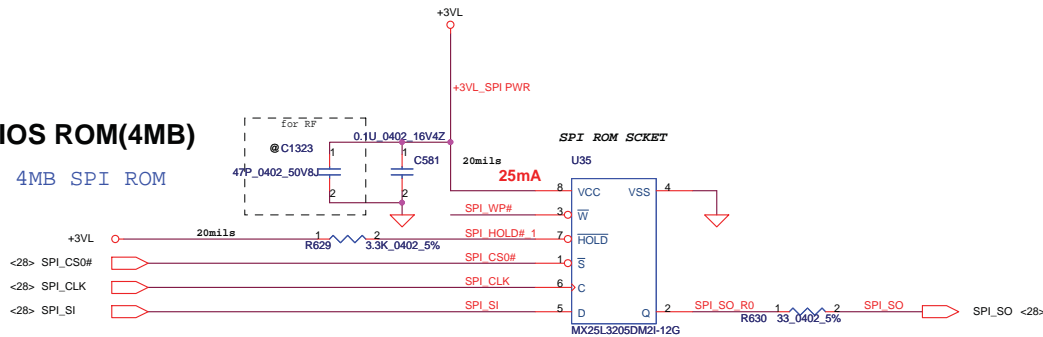 +3VL
+3VL_SPI PWR
for RF
IOS ROM(4MB)
@ C1323
0.1U_0402_16V4Z
SPI ROM SCKET
1
1
C581
20mils
U35
47P_0402_50V8J
25mA
4MB SPI ROM
2
2
8
VCC
VSS
4
SPI_WP#
3
W
+3VL
20mils
1
2
SPI_HOLD#_1
7
HOLD
R629
3.3K_0402_5%
<28> SPI_CS0#
SPI_CS0#
1
S
<28> SPI_CLK
SPI_CLK
6
C
<28> SPI_SI
SPI_SI
5
D
Q
2
SPI_SO_R0
1
2
SPI_SO
SPI_SO <28>
R630
33_0402_5%
MX25L3205DM2I-12G